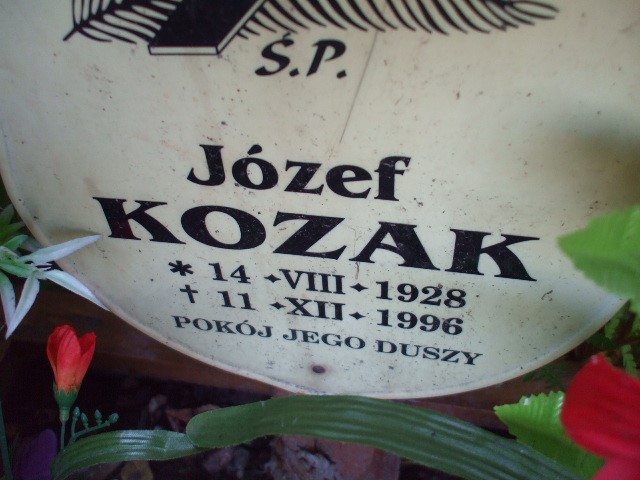 Ś.P.
Józef
KOZAK
* 14 ✦ VIII ✦ 1928
† 11 ✦ XII ✦ 1996
POKÓJ JEGO DUSZY